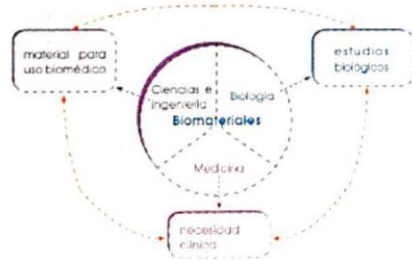 material para
uso biomédico
estudios
biológicos
Ciencias e
ingeniería
Biología
Biomateriales
Medicina
necesidad
clínica